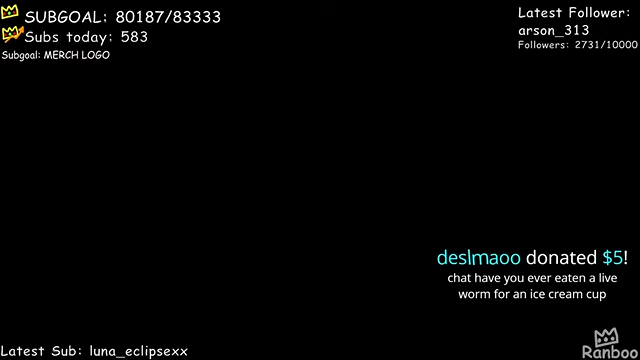 SUBGOAL: 80187/83333
Subs today: 583
Subgoal: MERCH LOGO
Latest Follower:
arson_313
Followers: 2731/10000
deslmaoo donated $5!
chat have you ever eaten a live
worm for an ice cream cup
Latest Sub: luna_eclipsexx
Ranboo